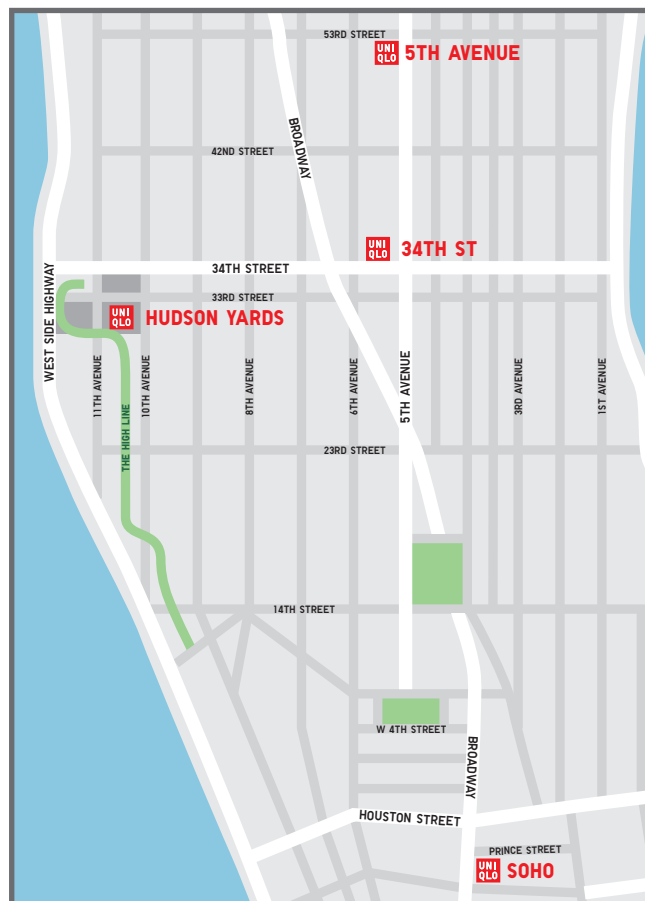 53RD STREET
UNI
QLO
5TH AVENUE
BROADWAY
42ND STREET
UNI
QLO
34TH ST
34TH STREET
WEST SIDE HIGHWAY
33RD STREET
UNI
QLO
HUDSON YARDS
11TH AVENUE
10TH AVENUE
8TH AVENUE
6TH AVENUE
5TH AVENUE
3RD AVENUE
1ST AVENUE
THE HIGH LINE
23RD STREET
14TH STREET
W 4TH STREET
BROADWAY
HOUSTON STREET
PRINCE STREET
UNI
QLO
SOHO